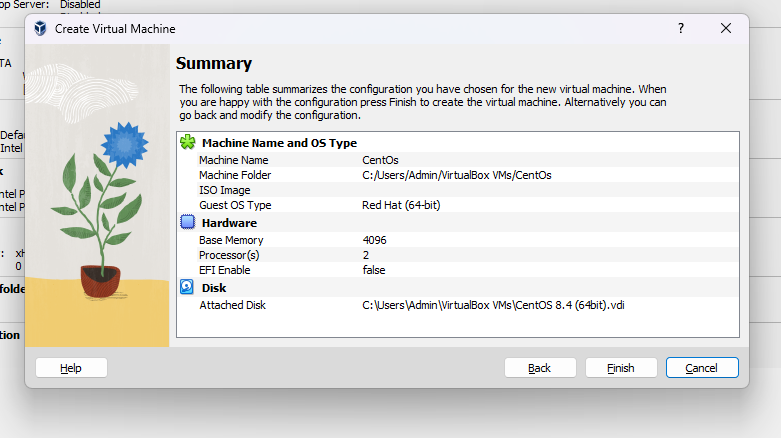 op Server: Disabled
Create Virtual Machine
?
Summary
TA
The following table summarizes the configuration you have chosen for the new virtual machine. When
you are happy with the configuration press Finish to create the virtual machine. Alternatively you can
go back and modify the configuration.
Machine Name and OS Type
Defau
Intel
Machine Name CentOs
Machine Folder C:/Users/Admin/VirtualBox VMs/CentOs
ISO Image
Guest OS Type Red Hat (64-bit)
ntel P
ntel P
Hardware
Base Memory 4096
Processor(s) 2
: xH
EFI Enable false
0
Disk
folde
Attached Disk C:\Users\Admin\VirtualBox VMs\CentOS 8.4 (64bit).vdi
tion
Help Back Finish Cancel